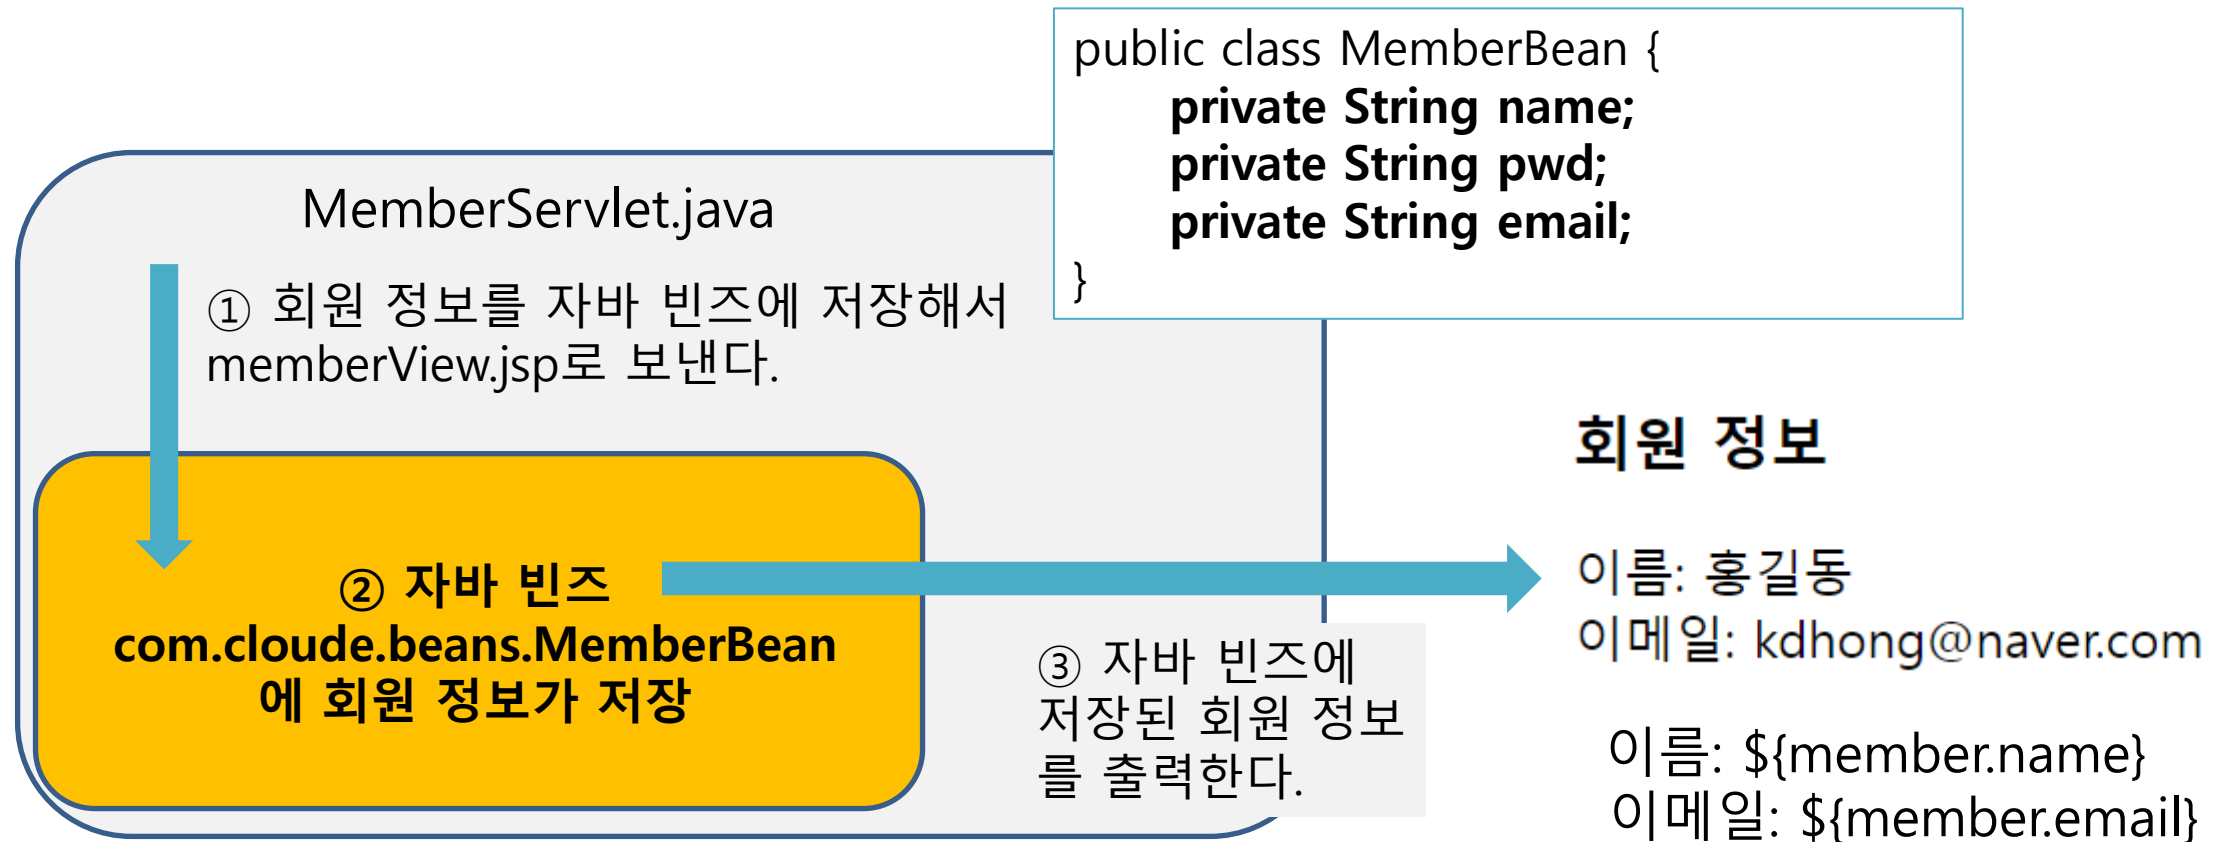 public class MemberBean {
private String name;
private String pwd;
private String email;
}
MemberServlet.java
① 회원 정보를 자바 빈즈에 저장해서
memberView.jsp로 보낸다.
② 자바 빈즈
com.cloude.beans.MemberBean
에 회원 정보가 저장
③ 자바 빈즈에
저장된 회원 정보
를 출력한다.
회원 정보
이름: 홍길동
이메일: kdhong@naver.com
이름: ${member.name}
이메일: ${member.email}